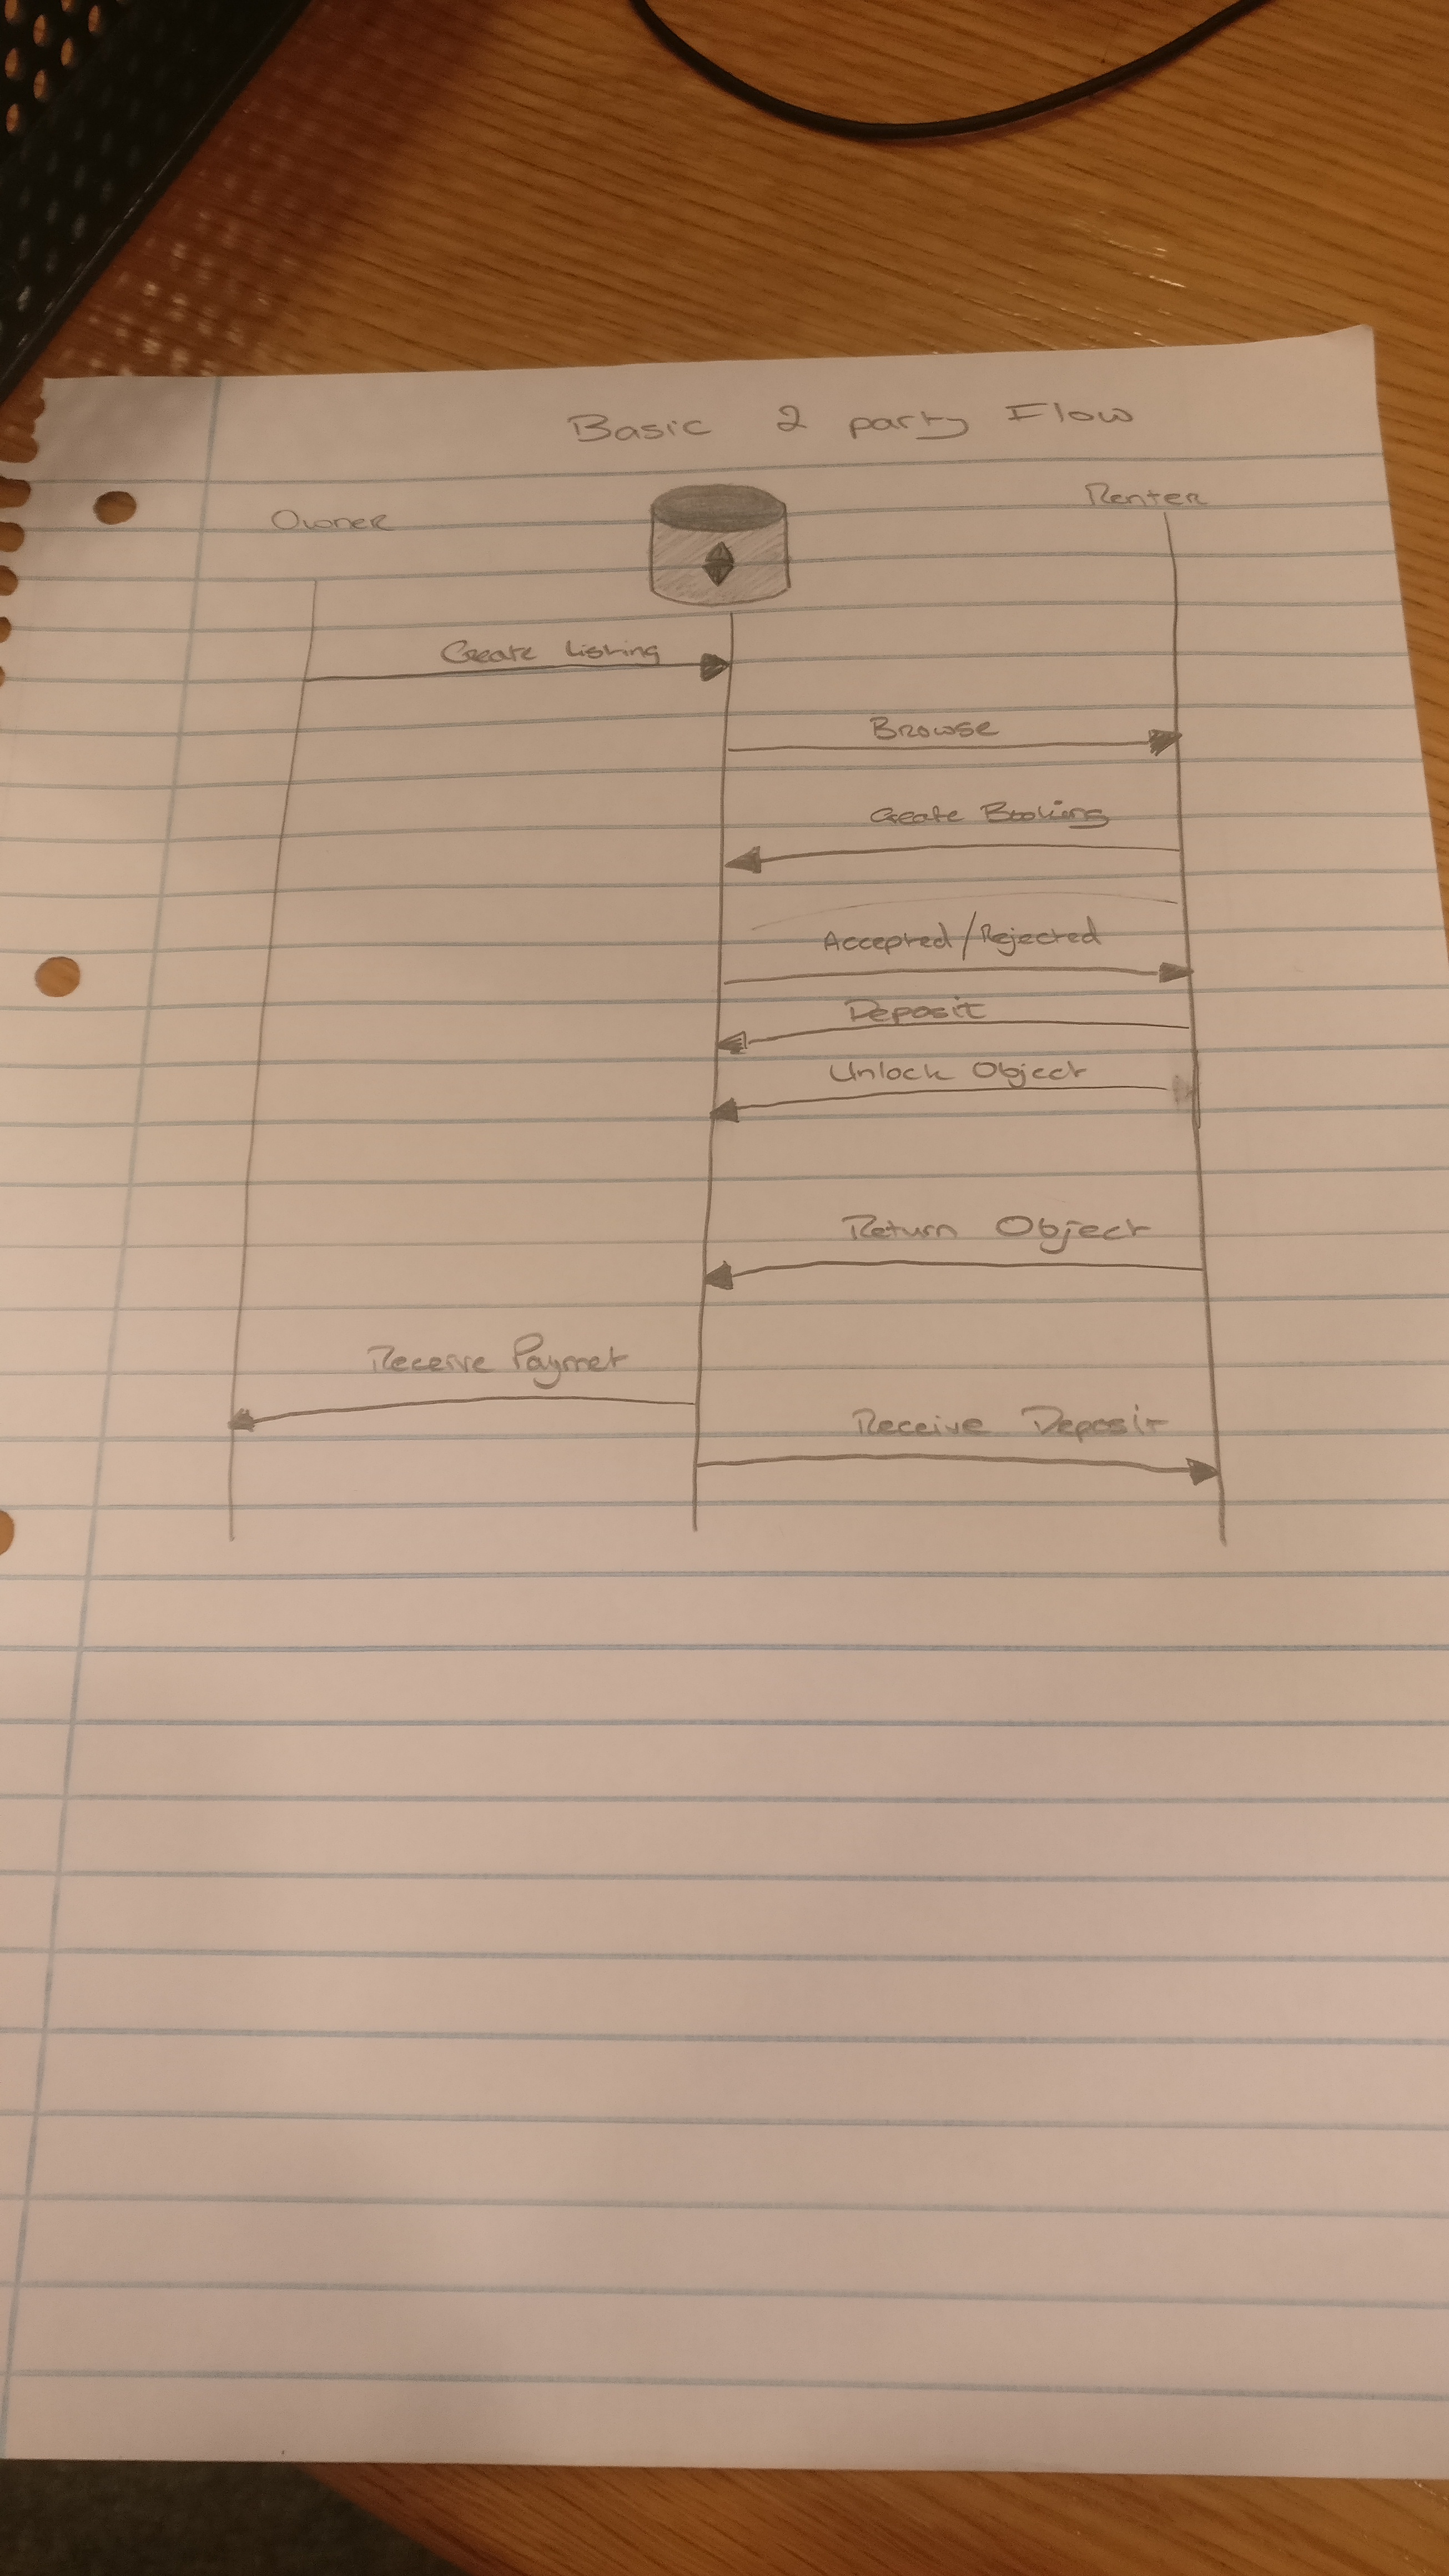 Basic 2 party Flow
Owner
Renter
Create Listing
Browse
Create Booking
Accepted/Rejected
Deposit
Unlock Object
Return Object
Receive Paymet
Receive Deposit